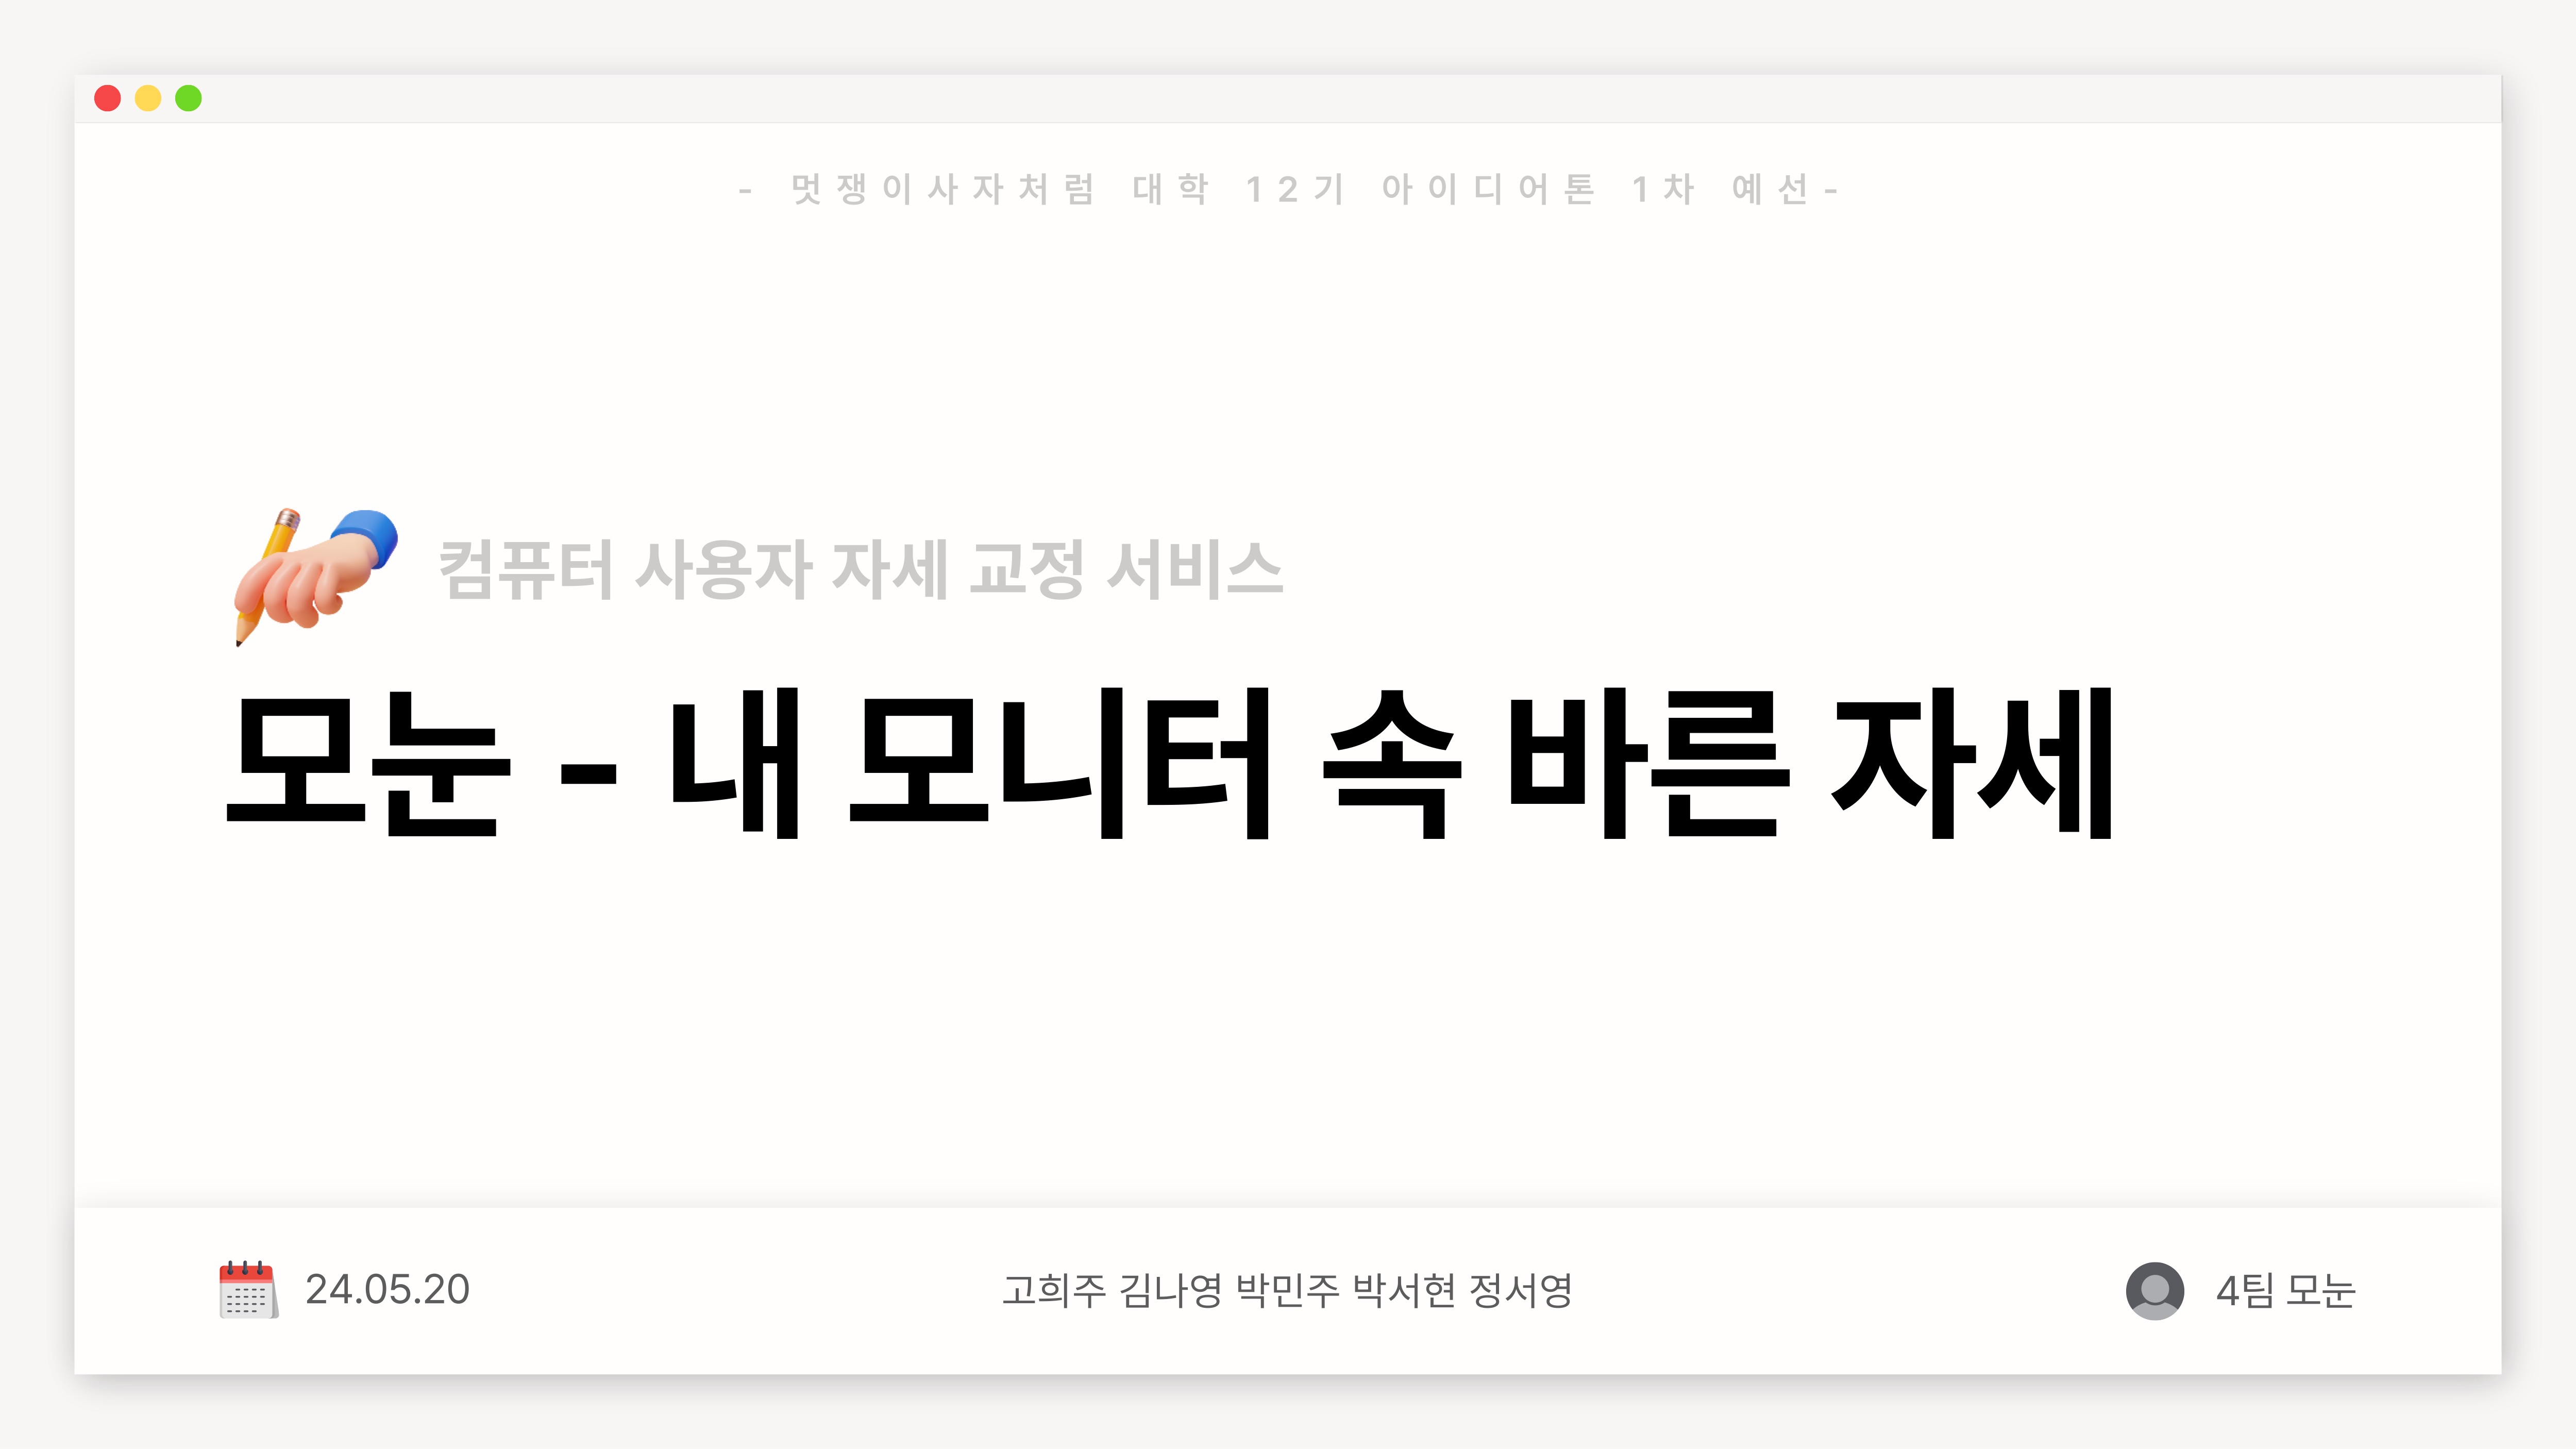 - 멋쟁이사자처럼 대학 12기 아이디어톤 1차 예선-
컴퓨터 사용자 자세 교정 서비스
모눈 - 내 모니터 속 바른 자세
24.05.20
고희주 김나영 박민주 박서현 정서영
4팀 모눈